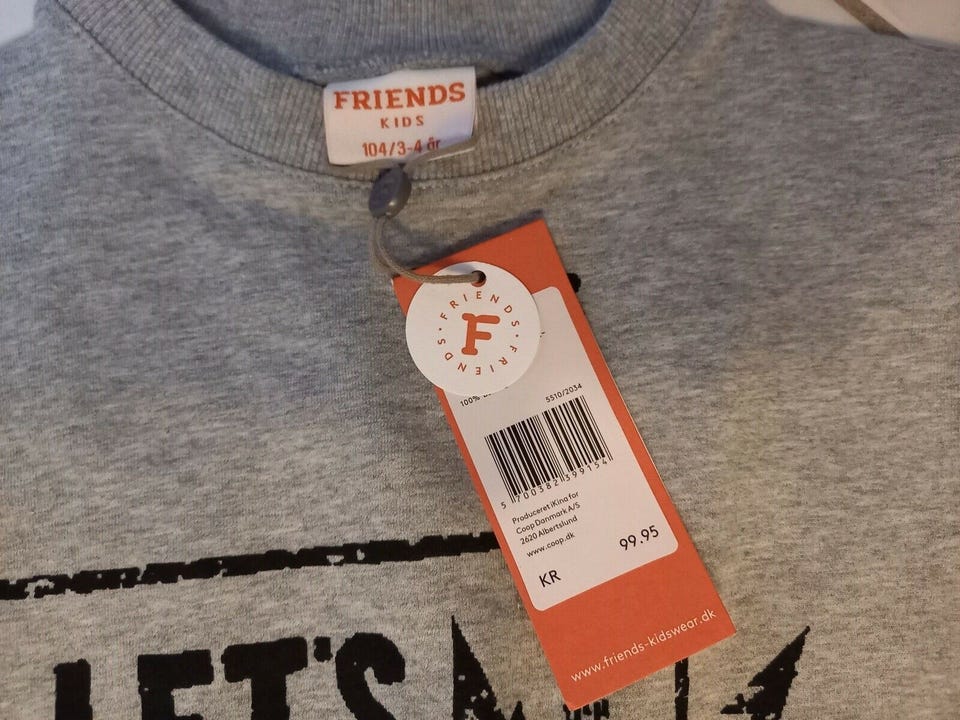 FRIENDS
KIDS
104/3-4 år
FRIENDS · FRIENDS ·
F
100%
5510/2034
5 700382 399154
Produceret i Kina for
Coop Danmark A/S
2620 Albertslund
www.coop.dk
KR 99.95
www.friends-kidswear.dk
LET'S